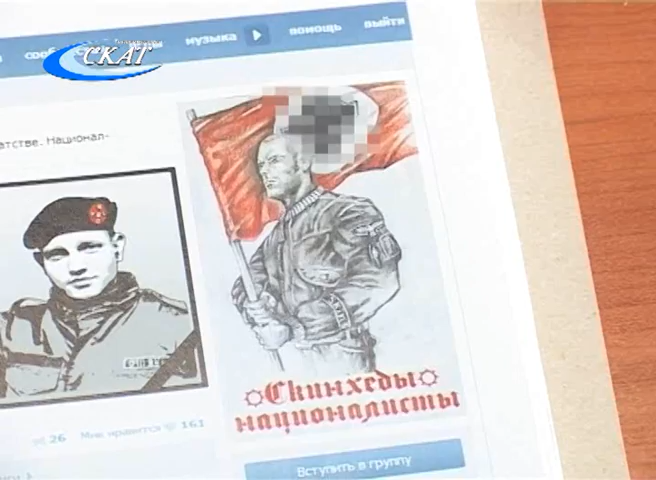 СКАТ
музыка
помощь
выйти
атстве. Национал-
Скинхеды
националисты
26 Мне нравится 161
Вступить в группу